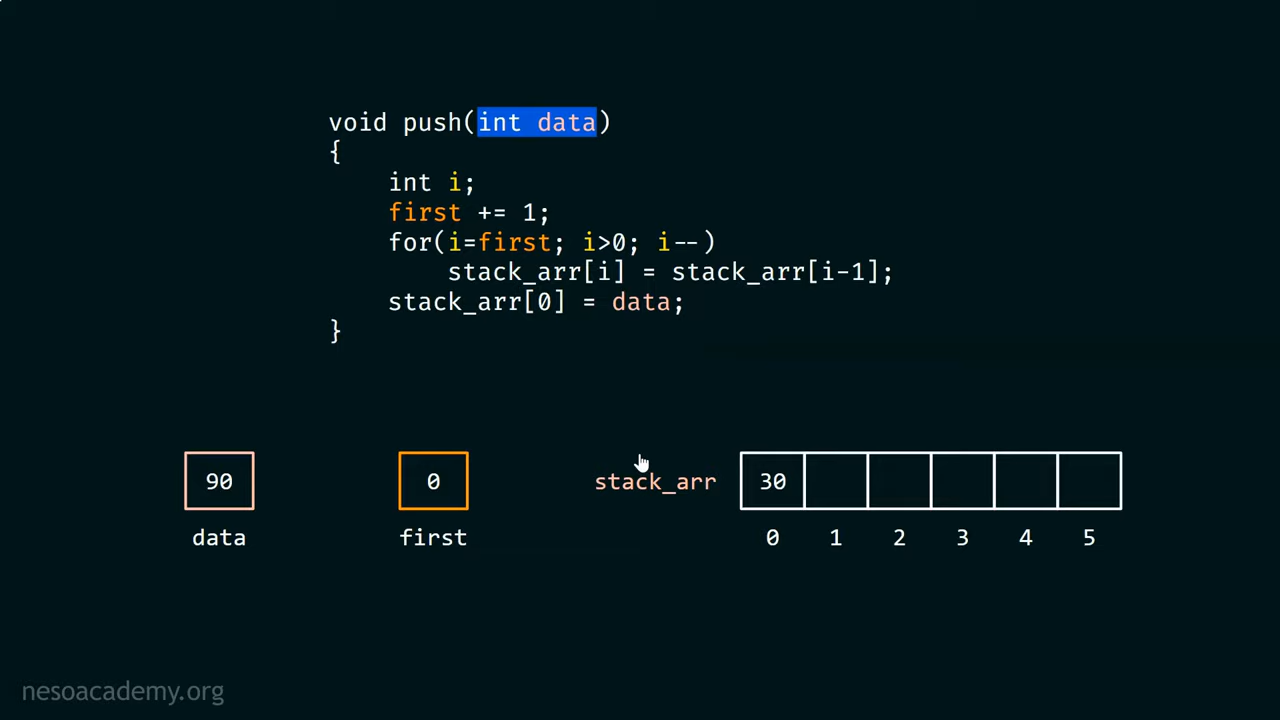 void push(int data)
{
int i;
first += 1;
for(i=first; i>0; i--)
stack_arr[i] = stack_arr[i-1];
stack_arr[0] = data;
}
90 0 stack_arr 30
data first 0 1 2 3 4 5
nesoacademy.org